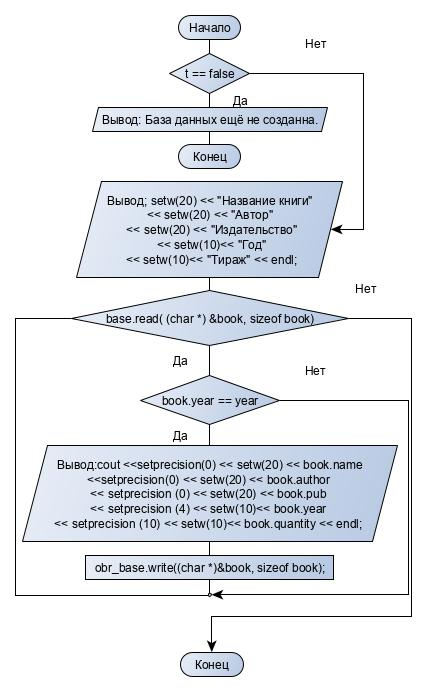 Начало
Нет
t == false
Да
Вывод: База данных ещё не созданна.
Конец
Вывод; setw(20) << "Название книги"
<< setw(20) << "Автор"
<< setw(20) << "Издательство"
<< setw(10)<< "Год"
<< setw(10)<< "Тираж" << endl;
Нет
base.read( (char *) &book, sizeof book)
Да
Нет
book.year == year
Да
Вывод:cout <<setprecision(0) << setw(20) << book.name
<<setprecision(0) << setw(20) << book.author
<< setprecision (0) << setw(20) << book.pub
<< setprecision (4) << setw(10)<< book.year
<< setprecision (10) << setw(10)<< book.quantity << endl;
obr_base.write((char *)&book, sizeof book);
Конец